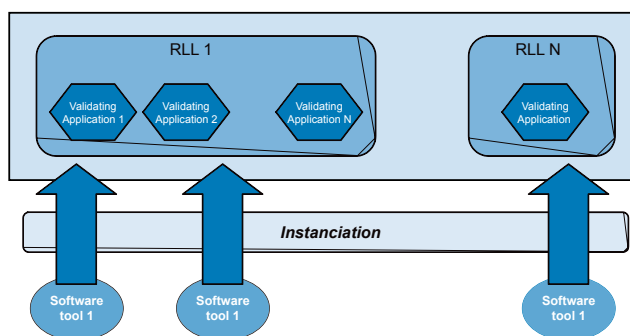 RLL 1
RLL N
Validating
Application 1
Validating
Application 2
Validating
Application N
Validating
Application
Instanciation
Software
tool 1
Software
tool 1
Software
tool 1